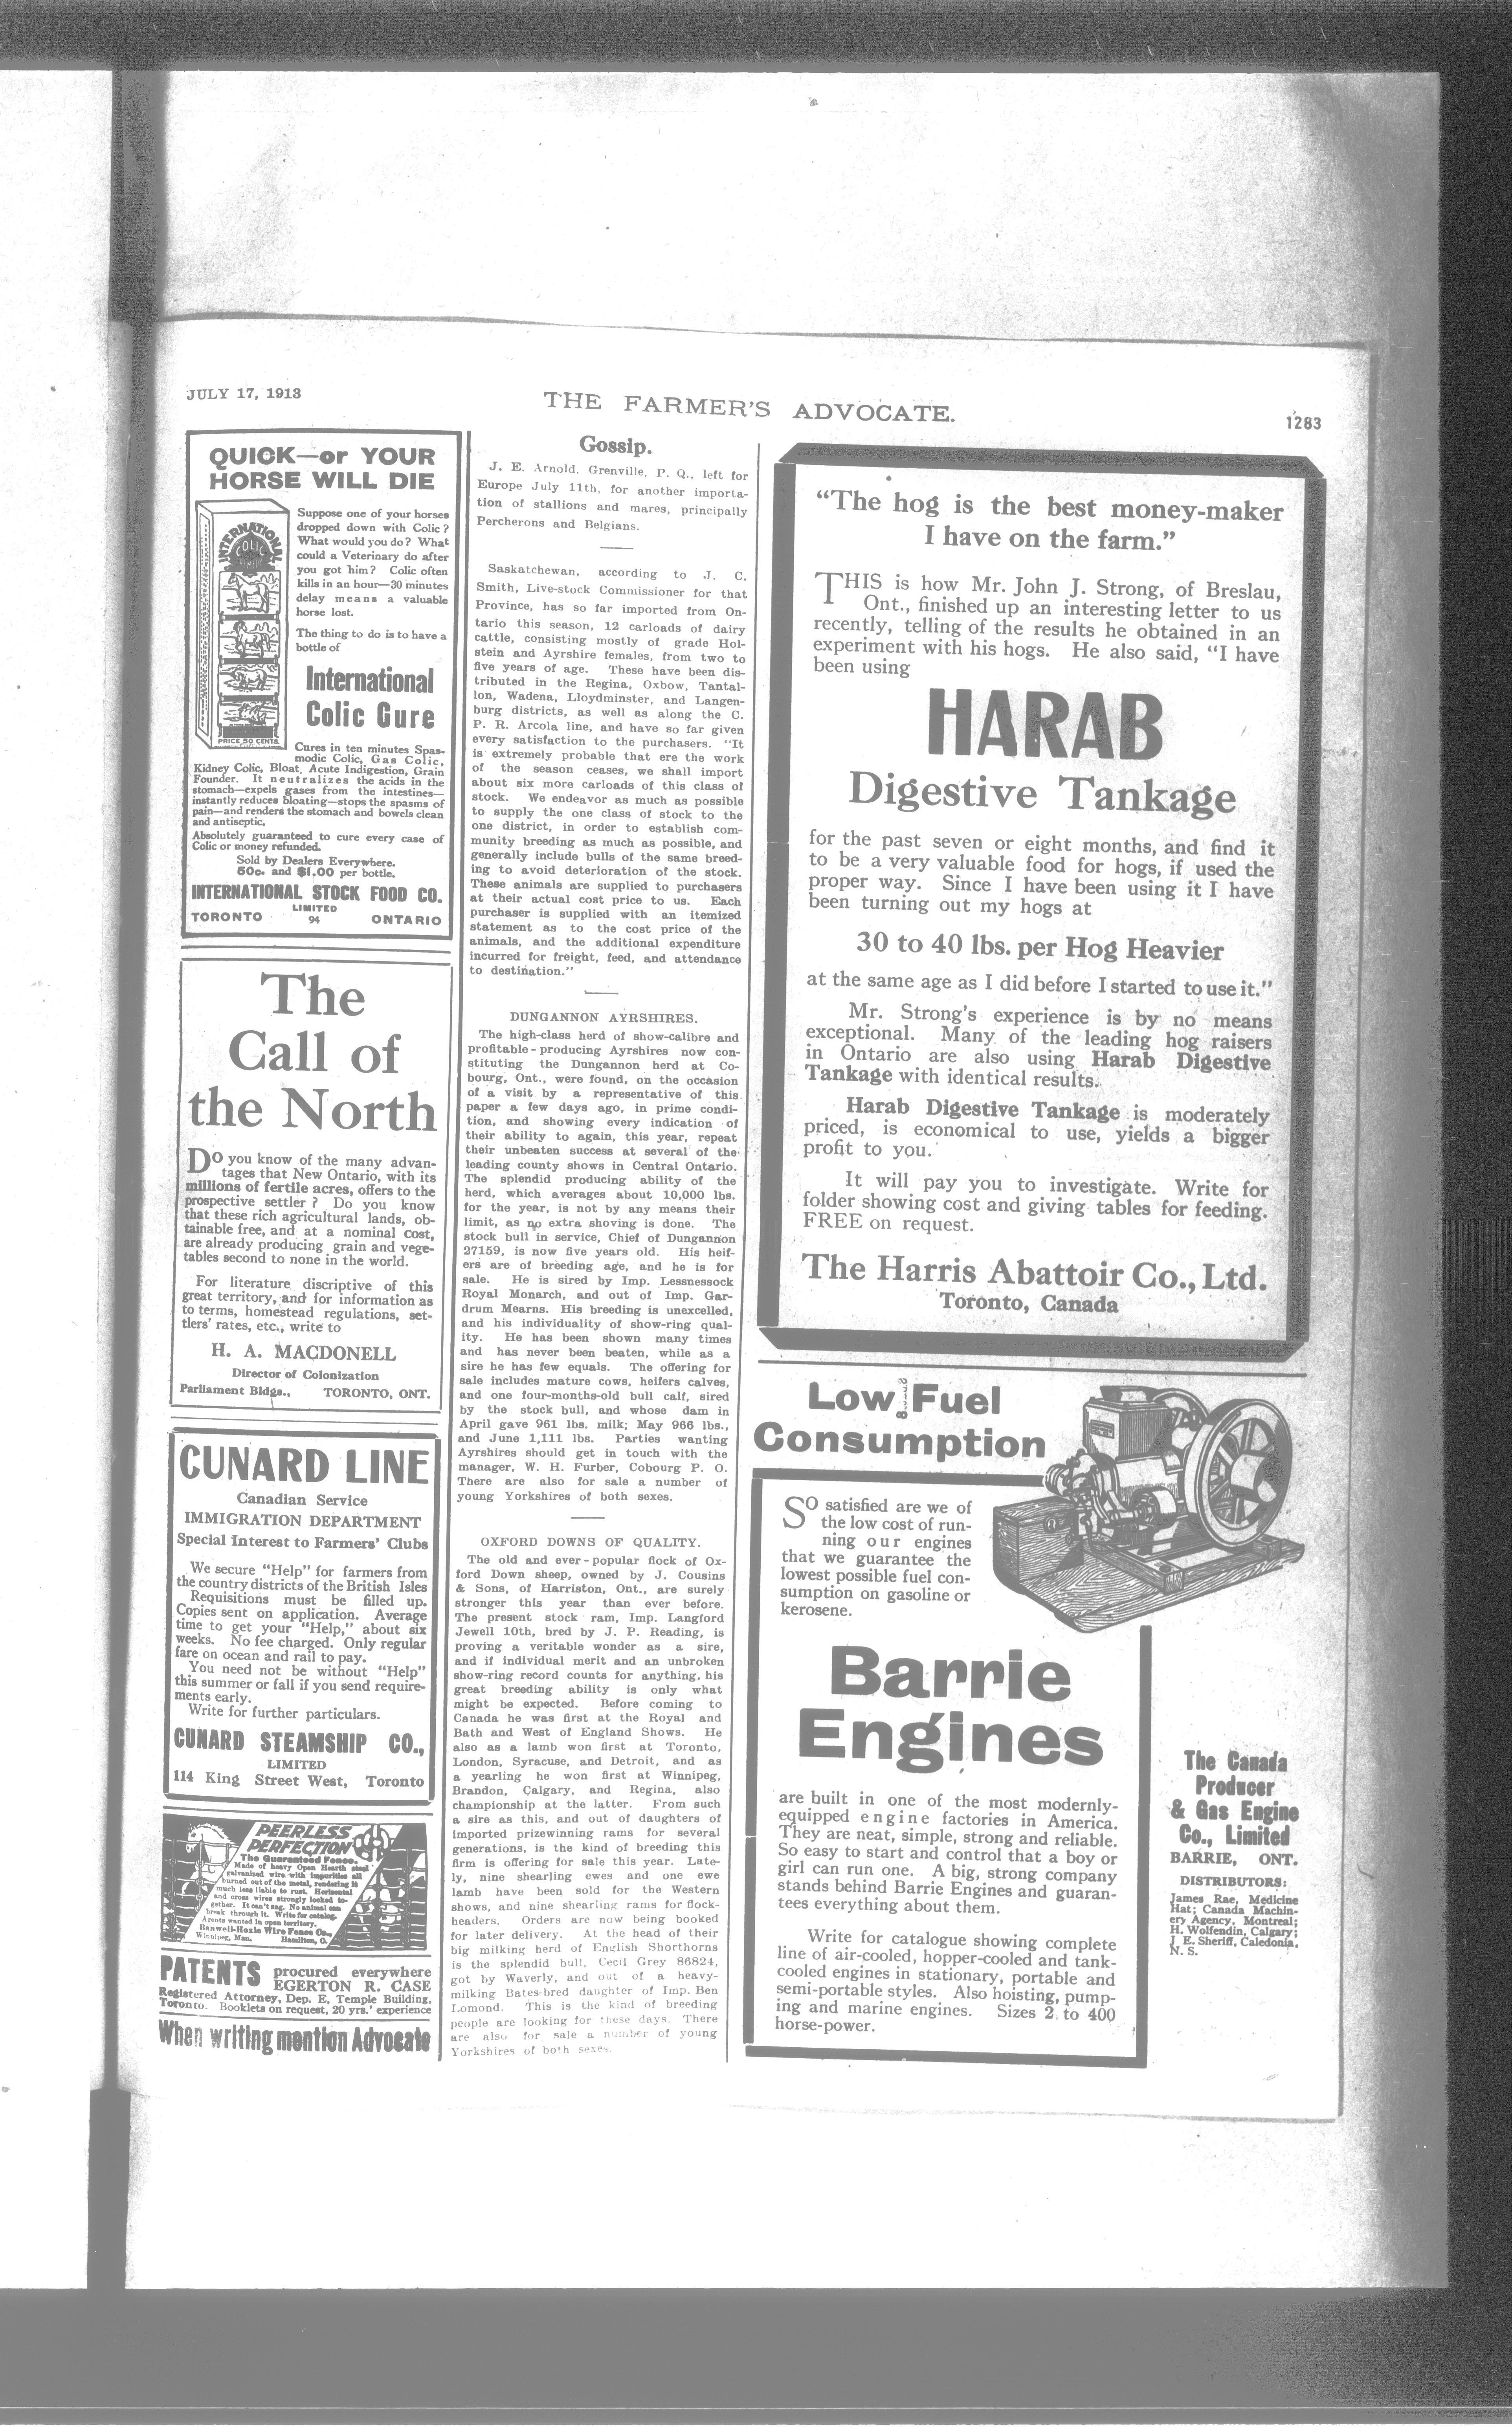 JULY 17, 1913
THE FARMER'S ADVOCATE.
1283
QUICK—or YOUR
HORSE WILL DIE
INTERNATIONAL
COLIC
PRICE 50 CENTS.
Suppose one of your horses
dropped down with Colic?
What would you do? What
could a Veterinary do after
you got him? Colic often
kills in an hour—30 minutes
delay means a valuable
horse lost.
The thing to do is to have a
bottle of
International
Colic Cure
Cures in ten minutes Spas-
modic Colic, Gas Colic,
Kidney Colic, Bloat, Acute Indigestion, Grain
Founder. It neutralizes the acids in the
stomach—expels gases from the intestines—
instantly reduces bloating—stops the spasms of
pain—and renders the stomach and bowels clean
and antiseptic.
Absolutely guaranteed to cure every case of
Colic or money refunded.
Sold by Dealers Everywhere.
50c. and $1.00 per bottle.
INTERNATIONAL STOCK FOOD CO.
LIMITED
TORONTO 94 ONTARIO
The
Call of
the North
DO you know of the many advan-
tages that New Ontario, with its
millions of fertile acres, offers to the
prospective settler? Do you know
that these rich agricultural lands, ob-
tainable free, and at a nominal cost,
are already producing grain and vege-
tables second to none in the world.
For literature discriptive of this
great territory, and for information as
to terms, homestead regulations, set-
tlers' rates, etc., write to
H. A. MACDONELL
Director of Colonization
Parliament Bldgs., TORONTO, ONT.
CUNARD LINE
Canadian Service
IMMIGRATION DEPARTMENT
Special Interest to Farmers' Clubs
We secure "Help" for farmers from
the country districts of the British Isles
Requisitions must be filled up.
Copies sent on application. Average
time to get your "Help," about six
weeks. No fee charged. Only regular
fare on ocean and rail to pay.
You need not be without "Help"
this summer or fall if you send require-
ments early.
Write for further particulars.
CUNARD STEAMSHIP CO.,
LIMITED
114 King Street West, Toronto
PEERLESS
PERFECTION
The Guaranteed Fence.
Made of heavy Open Hearth steel
galvanized wire with impurities all
burned out of the metal, rendering it
much less liable to rust. Horizontal
and cross wires strongly locked to-
gether. It can't sag. No animal can
break through it. Write for catalog.
Agents wanted in open territory.
Banwell-Hoxie Wire Fence Co.,
Winnipeg, Man. Hamilton, O.
PATENTS procured everywhere
EGERTON R. CASE
Registered Attorney, Dep. E, Temple Building,
Toronto. Booklets on request, 20 yrs.' experience
When writing mention Advocate
Gossip.
J. E. Arnold, Grenville, P. Q., left for
Europe July 11th, for another importa-
tion of stallions and mares, principally
Percherons and Belgians.
Saskatchewan, according to J. C.
Smith, Live-stock Commissioner for that
Province, has so far imported from On-
tario this season, 12 carloads of dairy
cattle, consisting mostly of grade Hol-
stein and Ayrshire females, from two to
five years of age. These have been dis-
tributed in the Regina, Oxbow, Tantal-
lon, Wadena, Lloydminster, and Langen-
burg districts, as well as along the C.
P. R. Arcola line, and have so far given
every satisfaction to the purchasers. "It
is extremely probable that ere the work
of the season ceases, we shall import
about six more carloads of this class of
stock. We endeavor as much as possible
to supply the one class of stock to the
one district, in order to establish com-
munity breeding as much as possible, and
generally include bulls of the same breed-
ing to avoid deterioration of the stock.
These animals are supplied to purchasers
at their actual cost price to us. Each
purchaser is supplied with an itemized
statement as to the cost price of the
animals, and the additional expenditure
incurred for freight, feed, and attendance
to destination."
DUNGANNON AYRSHIRES.
The high-class herd of show-calibre and
profitable-producing Ayrshires now con-
stituting the Dungannon herd at Co-
bourg, Ont., were found, on the occasion
of a visit by a representative of this
paper a few days ago, in prime condi-
tion, and showing every indication of
their ability to again, this year, repeat
their unbeaten success at several of the
leading county shows in Central Ontario.
The splendid producing ability of the
herd, which averages about 10,000 lbs.
for the year, is not by any means their
limit, as no extra shoving is done. The
stock bull in service, Chief of Dungannon
27159, is now five years old. His heif-
ers are of breeding age, and he is for
sale. He is sired by Imp. Lessnessock
Royal Monarch, and out of Imp. Gar-
drum Mearns. His breeding is unexcelled,
and his individuality of show-ring qual-
ity. He has been shown many times
and has never been beaten, while as a
sire he has few equals. The offering for
sale includes mature cows, heifers calves,
and one four-months-old bull calf, sired
by the stock bull, and whose dam in
April gave 961 lbs. milk; May 966 lbs.,
and June 1,111 lbs. Parties wanting
Ayrshires should get in touch with the
manager, W. H. Furber, Cobourg P. O.
There are also for sale a number of
young Yorkshires of both sexes.
OXFORD DOWNS OF QUALITY.
The old and ever-popular flock of Ox-
ford Down sheep, owned by J. Cousins
& Sons, of Harriston, Ont., are surely
stronger this year than ever before.
The present stock ram, Imp. Langford
Jewell 10th, bred by J. P. Reading, is
proving a veritable wonder as a sire,
and if individual merit and an unbroken
show-ring record counts for anything, his
great breeding ability is only what
might be expected. Before coming to
Canada he was first at the Royal and
Bath and West of England Shows. He
also as a lamb won first at Toronto,
London, Syracuse, and Detroit, and as
a yearling he won first at Winnipeg,
Brandon, Calgary, and Regina, also
championship at the latter. From such
a sire as this, and out of daughters of
imported prizewinning rams for several
generations, is the kind of breeding this
firm is offering for sale this year. Late-
ly, nine shearling ewes and one ewe
lamb have been sold for the Western
shows, and nine shearling rams for flock-
headers. Orders are now being booked
for later delivery. At the head of their
big milking herd of English Shorthorns
is the splendid bull, Cecil Grey 86824,
got by Waverly, and out of a heavy-
milking Bates-bred daughter of Imp. Ben
Lomond. This is the kind of breeding
people are looking for these days. There
are also for sale a number of young
Yorkshires of both sexes.
"The hog is the best money-maker
I have on the farm."
THIS is how Mr. John J. Strong, of Breslau,
Ont., finished up an interesting letter to us
recently, telling of the results he obtained in an
experiment with his hogs. He also said, "I have
been using
HARAB
Digestive Tankage
for the past seven or eight months, and find it
to be a very valuable food for hogs, if used the
proper way. Since I have been using it I have
been turning out my hogs at
30 to 40 lbs. per Hog Heavier
at the same age as I did before I started to use it."
Mr. Strong's experience is by no means
exceptional. Many of the leading hog raisers
in Ontario are also using Harab Digestive
Tankage with identical results.
Harab Digestive Tankage is moderately
priced, is economical to use, yields a bigger
profit to you.
It will pay you to investigate. Write for
folder showing cost and giving tables for feeding.
FREE on request.
The Harris Abattoir Co., Ltd.
Toronto, Canada
Low Fuel
Consumption
SO satisfied are we of
the low cost of run-
ning our engines
that we guarantee the
lowest possible fuel con-
sumption on gasoline or
kerosene.
Barrie
Engines
are built in one of the most modernly-
equipped engine factories in America.
They are neat, simple, strong and reliable.
So easy to start and control that a boy or
girl can run one. A big, strong company
stands behind Barrie Engines and guaran-
tees everything about them.
Write for catalogue showing complete
line of air-cooled, hopper-cooled and tank-
cooled engines in stationary, portable and
semi-portable styles. Also hoisting, pump-
ing and marine engines. Sizes 2 to 400
horse-power.
The Canada
Producer
& Gas Engine
Co., Limited
BARRIE, ONT.
DISTRIBUTORS:
James Rae, Medicine
Hat; Canada Machin-
ery Agency, Montreal;
H. Wolfendin, Calgary;
J. E. Sheriff, Caledonia,
N. S.